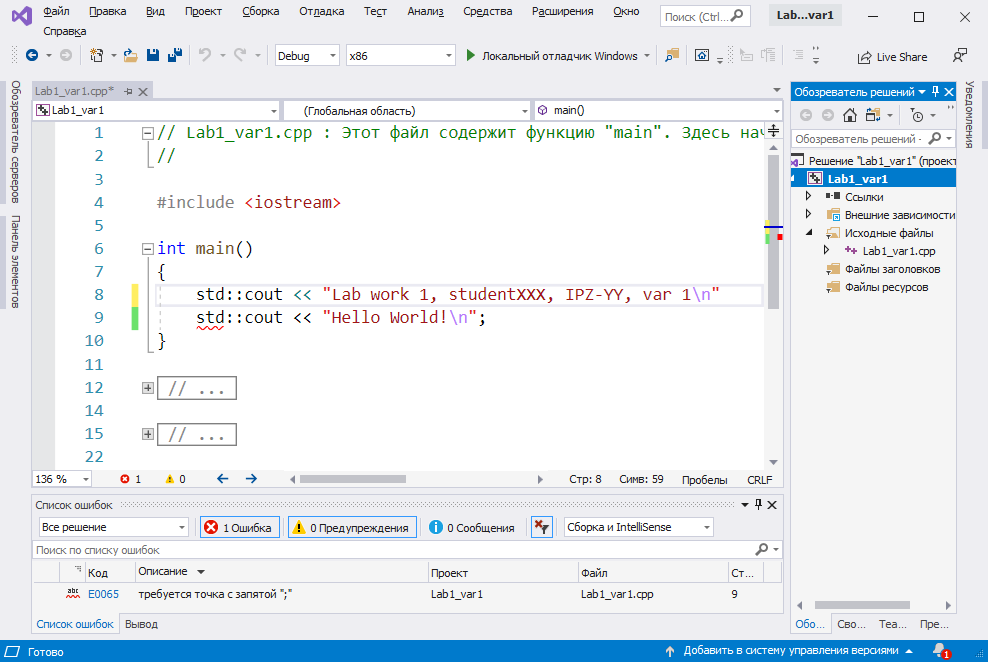 Файл Правка Вид Проект Сборка Отладка Тест Анализ Средства Расширения Окно Поиск (Ctrl... Lab...var1
Справка
Debug x86 Локальный отладчик Windows Live Share
Обозреватель серверов
Панель элементов
Lab1_var1.cpp*
Lab1_var1 (Глобальная область) main()
1 // Lab1_var1.cpp : Этот файл содержит функцию "main". Здесь нач
2 //
3
4 #include <iostream>
5
6 int main()
7 {
8 std::cout << "Lab work 1, studentXXX, IPZ-YY, var 1\n"
9 std::cout << "Hello World!\n";
10 }
11
12 // ...
14
15 // ...
22
136 % 1 0 Стр: 8 Симв: 59 Пробелы CRLF
Список ошибок
Все решение 1 Ошибка 0 Предупреждения 0 Сообщения Сборка и IntelliSense
Поиск по списку ошибок
Код Описание Проект Файл Ст...
abc E0065 требуется точка с запятой ";" Lab1_var1 Lab1_var1.cpp 9
Список ошибок Вывод
Обозреватель решений
Обозреватель решений -
Решение "Lab1_var1" (проект
Lab1_var1
Ссылки
Внешние зависимости
Исходные файлы
Lab1_var1.cpp
Файлы заголовков
Файлы ресурсов
Обо... Сво... Теа... Пре...
Уведомления
Готово Добавить в систему управления версиями 1